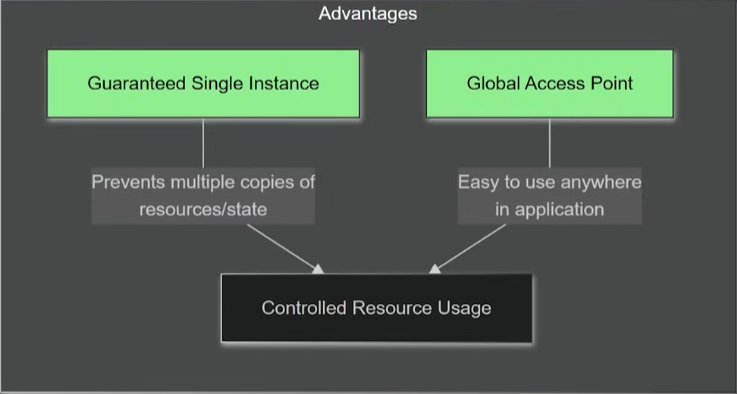 Advantages
Guaranteed Single Instance
Global Access Point
Prevents multiple copies of
resources/state
Easy to use anywhere
in application
Controlled Resource Usage